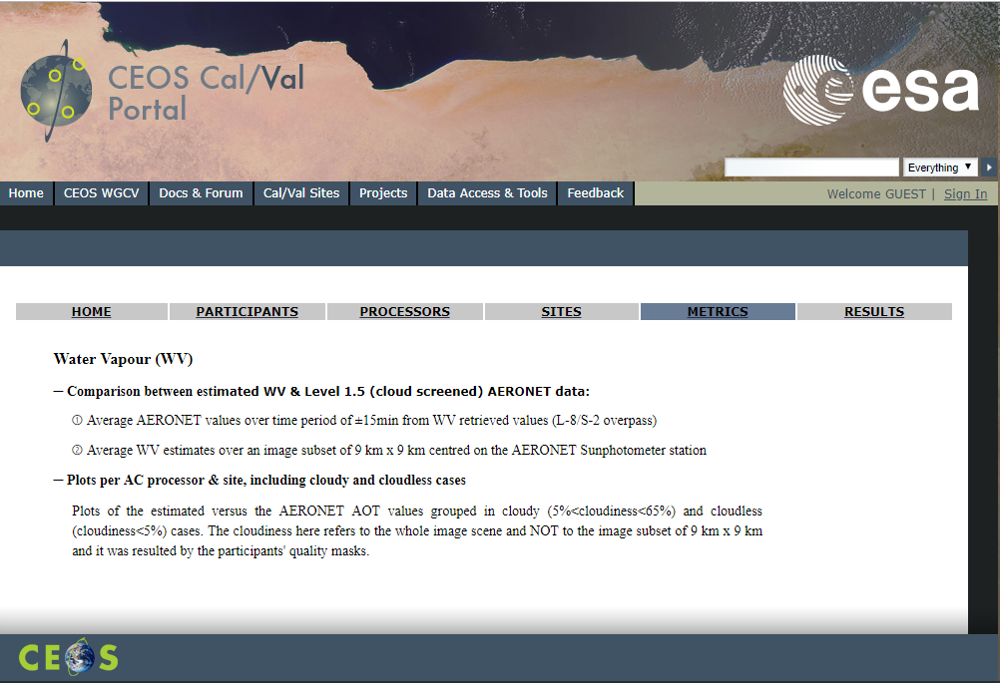 CEOS Cal/Val
Portal
esa
Everything
Home CEOS WGCV Docs & Forum Cal/Val Sites Projects Data Access & Tools Feedback Welcome GUEST | Sign In
HOME PARTICIPANTS PROCESSORS SITES METRICS RESULTS
Water Vapour (WV)
— Comparison between estimated WV & Level 1.5 (cloud screened) AERONET data:
① Average AERONET values over time period of ±15min from WV retrieved values (L-8/S-2 overpass)
② Average WV estimates over an image subset of 9 km x 9 km centred on the AERONET Sunphotometer station
— Plots per AC processor & site, including cloudy and cloudless cases
Plots of the estimated versus the AERONET AOT values grouped in cloudy (5%<cloudiness<65%) and cloudless
(cloudiness<5%) cases. The cloudiness here refers to the whole image scene and NOT to the image subset of 9 km x 9 km
and it was resulted by the participants' quality masks.
CEOS